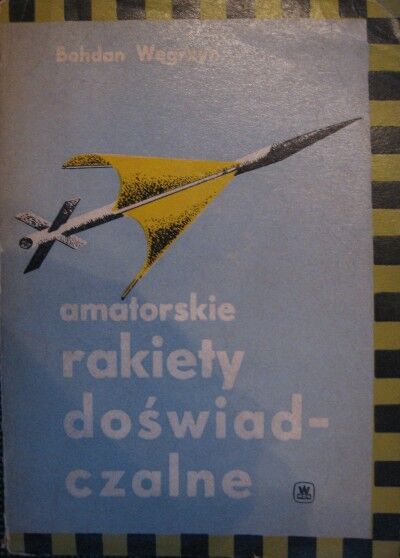 Bohdan Węgrzyn
amatorskie
rakiety
doświad-
czalne